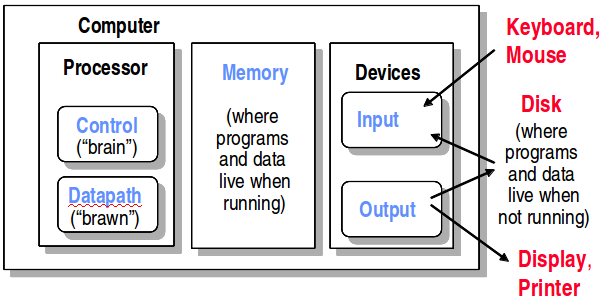 Computer
Processor
Control
(“brain”)
Datapath
(“brawn”)
Memory
(where
programs
and data
live when
running)
Devices
Input
Output
Keyboard,
Mouse
Disk
(where
programs
and data
live when
not running)
Display,
Printer